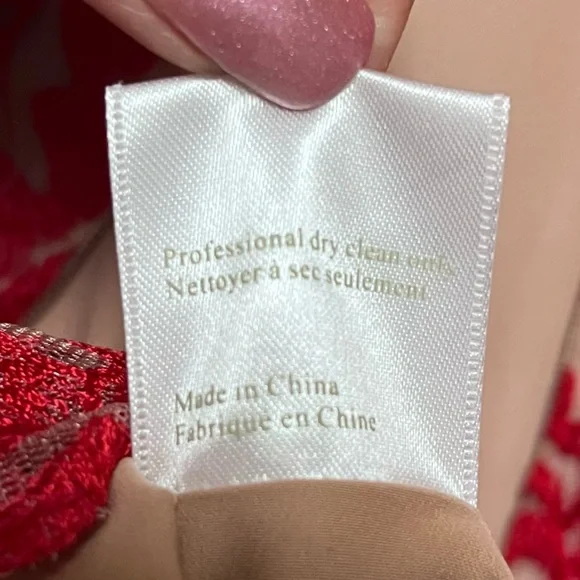 Professional dry clean only.
Nettoyer à sec seulement
Made in China
Fabriqué en Chine